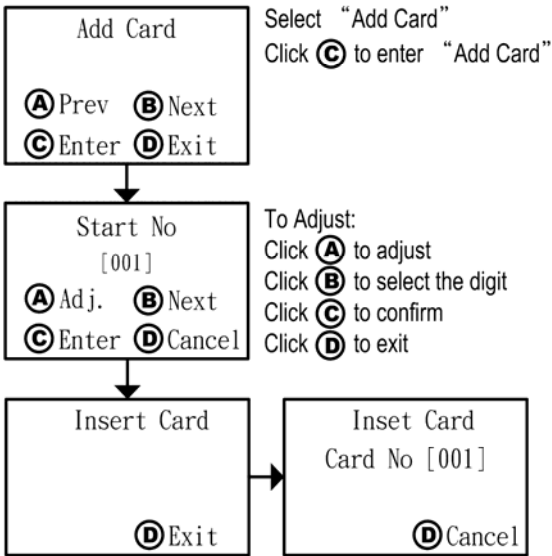 Add Card
Ⓐ Prev Ⓑ Next
Ⓒ Enter Ⓓ Exit
Select “Add Card”
Click Ⓒ to enter “Add Card”
Start No
[001]
Ⓐ Adj. Ⓑ Next
Ⓒ Enter Ⓓ Cancel
To Adjust:
Click Ⓐ to adjust
Click Ⓑ to select the digit
Click Ⓒ to confirm
Click Ⓓ to exit
Insert Card
Ⓓ Exit
Inset Card
Card No [001]
Ⓓ Cancel